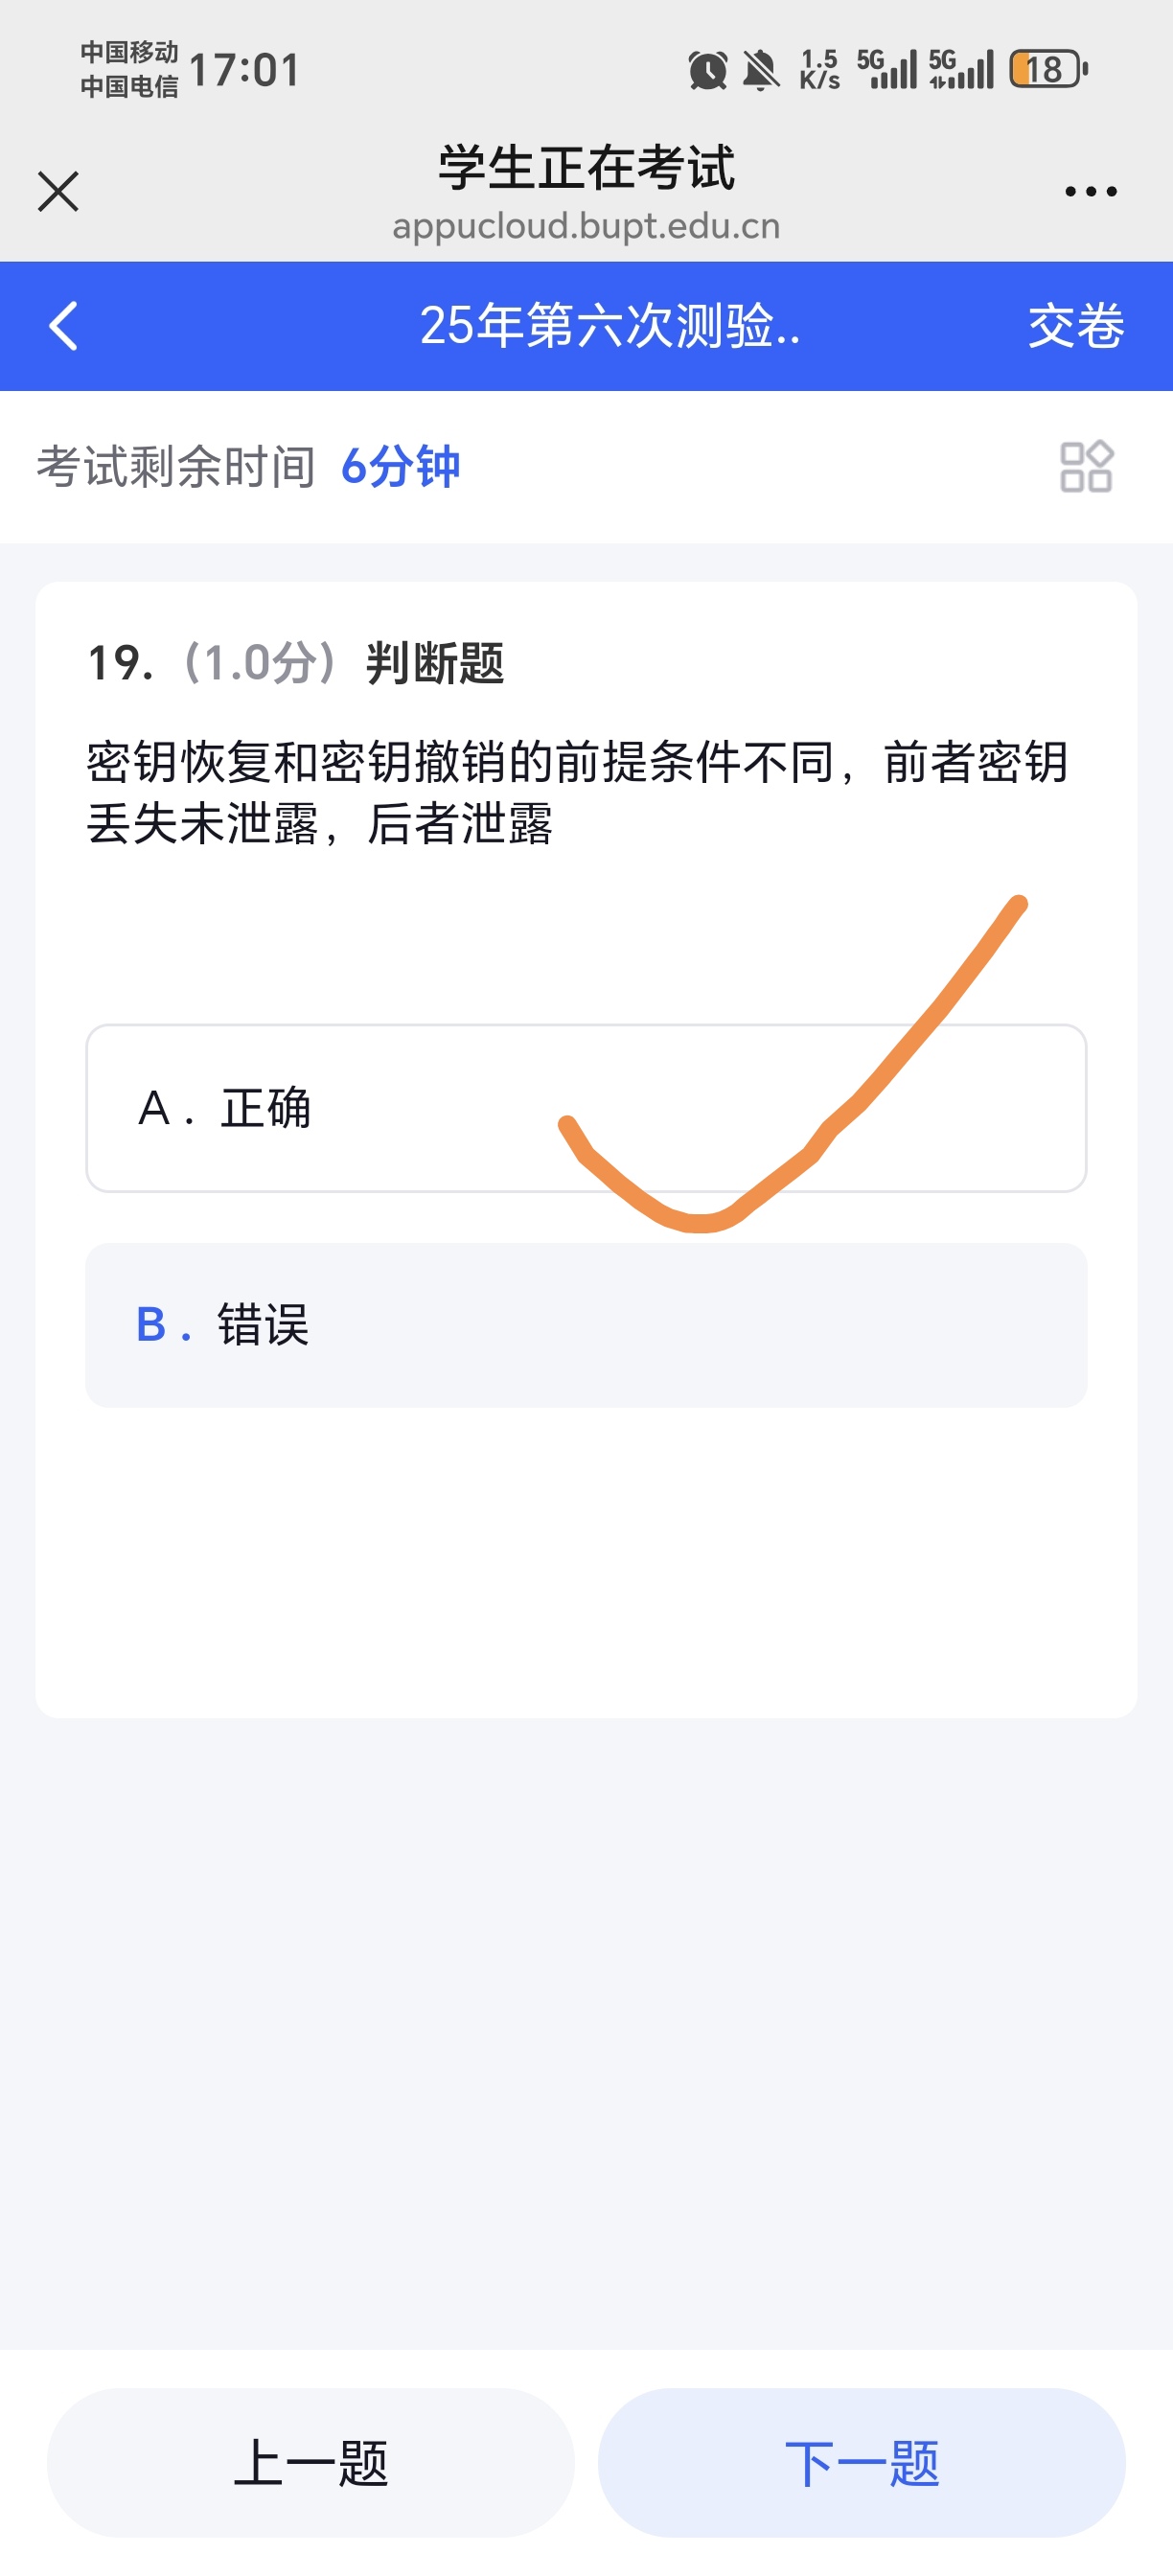 中国移动
中国电信
17:01
1.5
K/s
5G
5G
18
学生正在考试
appucloud.bupt.edu.cn
25年第六次测验..
交卷
考试剩余时间 6分钟
19. (1.0分) 判断题
密钥恢复和密钥撤销的前提条件不同，前者密钥
丢失未泄露，后者泄露
A. 正确
B. 错误
上一题
下一题